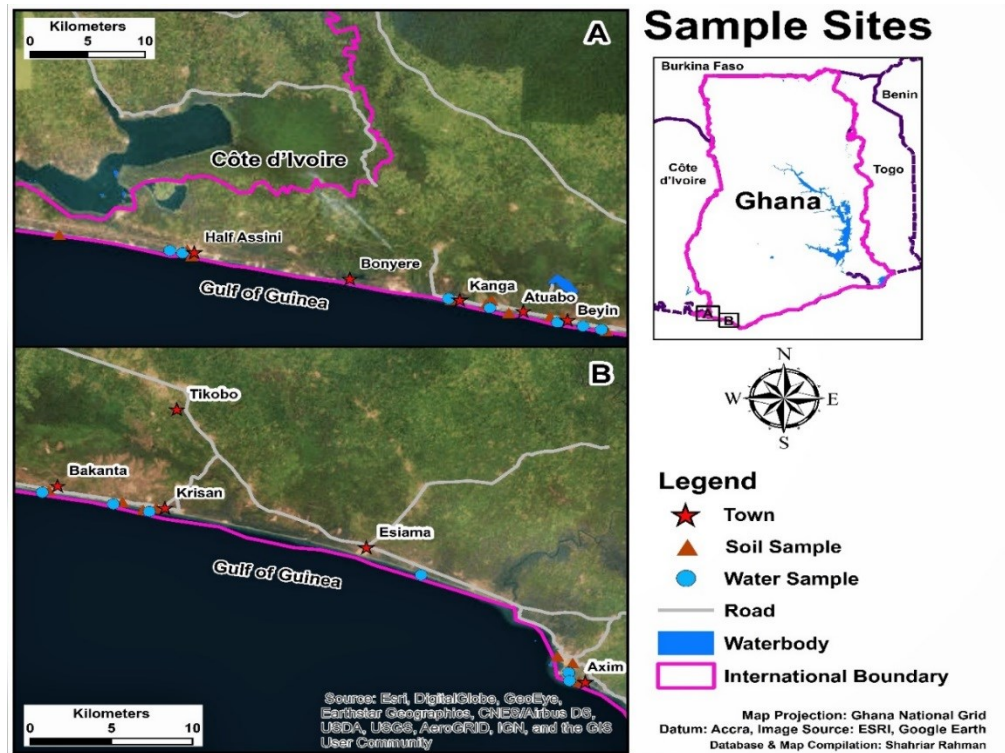 Kilometers
0 5 10
A
Côte d'Ivoire
Half Assini
Bonyere
Kanga
Atuabo
Beyin
Gulf of Guinea
B
Tikobo
Bakanta
Krisan
Esiama
Gulf of Guinea
Axim
Kilometers
0 5 10
Source: Esri, DigitalGlobe, GeoEye,
Earthstar Geographics, CNES/Airbus DS,
USDA, USGS, AeroGRID, IGN, and the GIS
User Community
Sample Sites
Burkina Faso
Benin
Côte
d'Ivoire
Togo
Ghana
A
B
N
W E
S
Legend
Town
Soil Sample
Water Sample
Road
Waterbody
International Boundary
Map Projection: Ghana National Grid
Datum: Accra, Image Source: ESRI, Google Earth
Database & Map Compilation: Shahriar Rahman